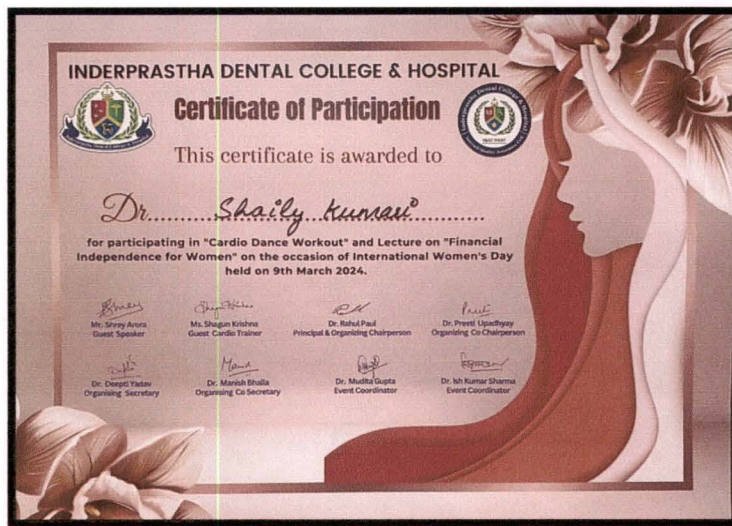 INDERPRASTHA DENTAL COLLEGE & HOSPITAL
Certificate of Participation
This certificate is awarded to
Dr. Shaily Kumari
for participating in "Cardio Dance Workout" and Lecture on "Financial
Independence for Women" on the occasion of International Women's Day
held on 9th March 2024.
Mr. Shrey Arora
Guest Speaker
Ms. Shagun Krishna
Guest Cardio Trainer
Dr. Rahul Paul
Principal & Organizing Chairperson
Dr. Preeti Upadhyay
Organizing Co Chairperson
Dr. Deepti Yadav
Organising Secretary
Dr. Manish Bhalla
Organising Co Secretary
Dr. Mudita Gupta
Event Coordinator
Dr. Ish Kumar Sharma
Event Coordinator